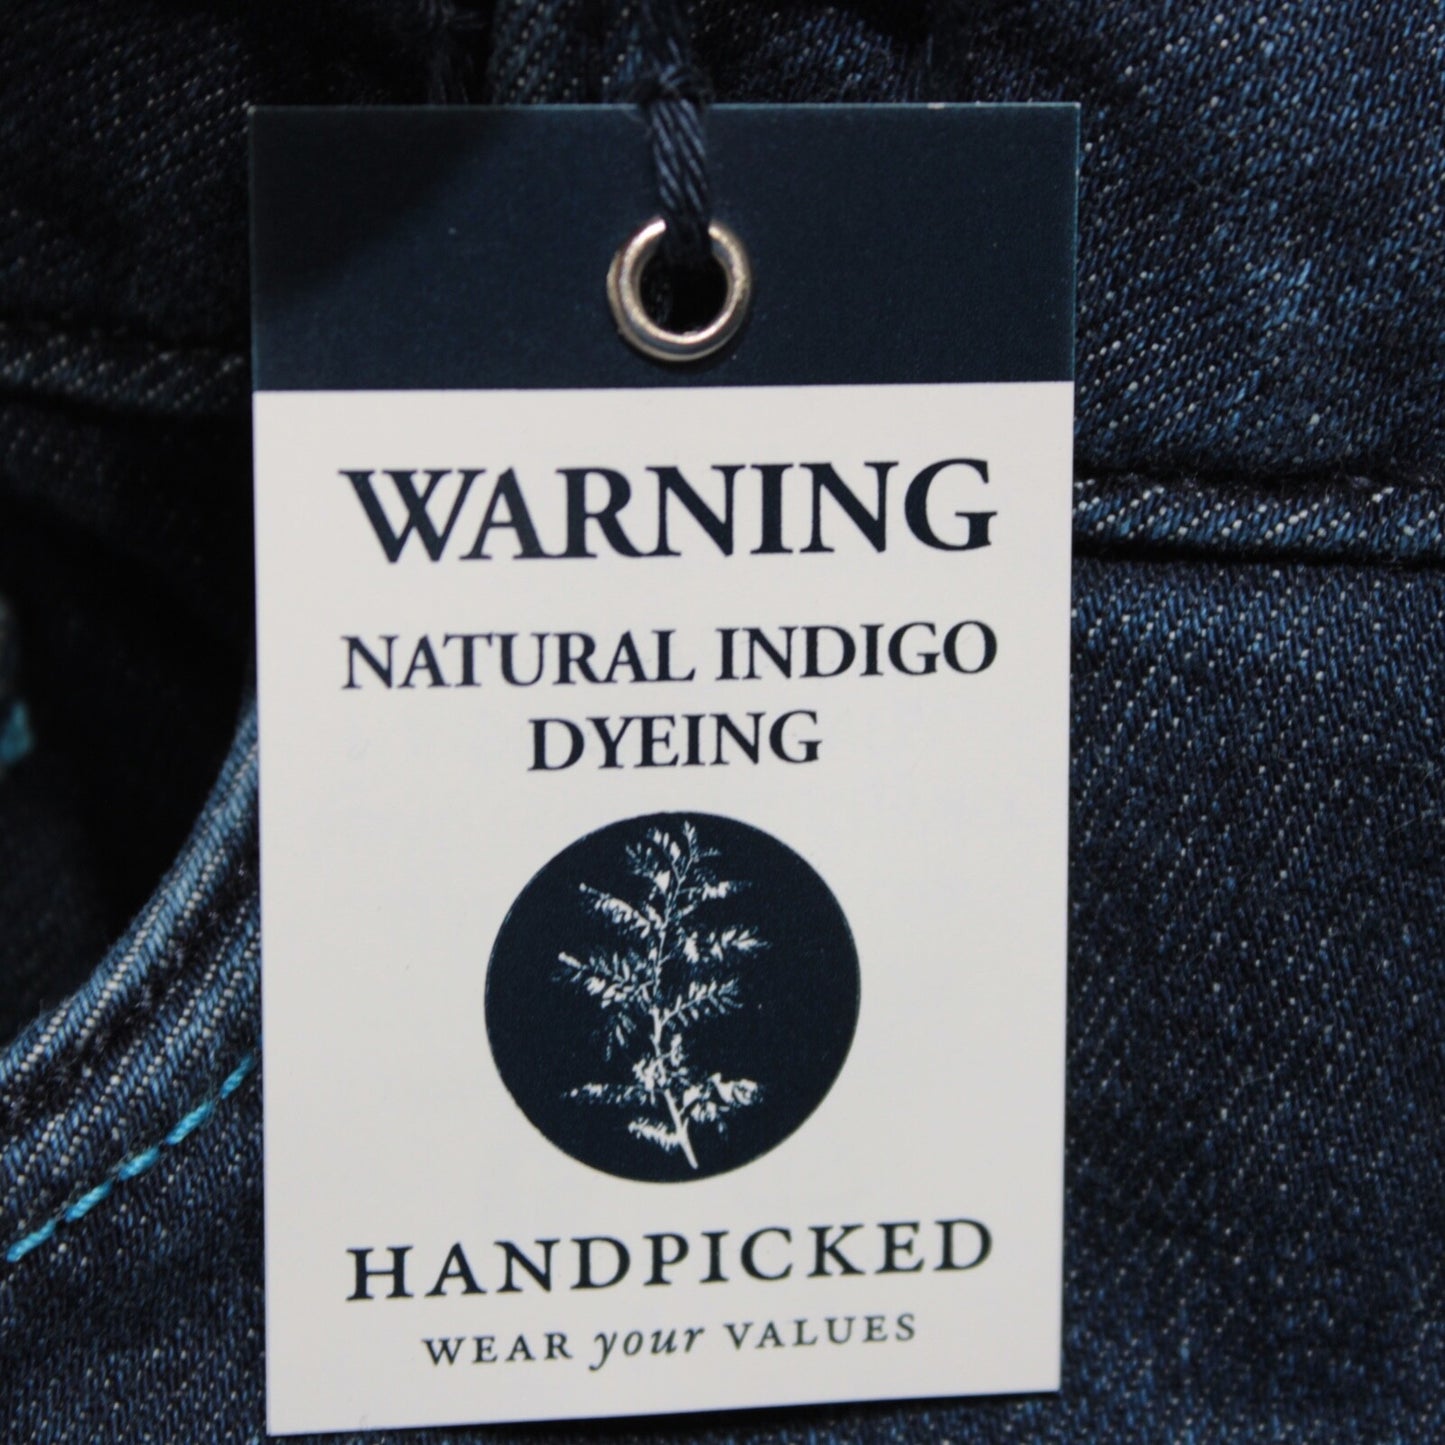 WARNING
NATURAL INDIGO
DYEING
HANDPICKED
WEAR your VALUES